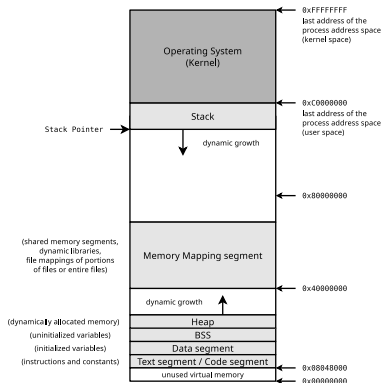 0xFFFFFFFF
last address of the
process address space
(kernel space)
Operating System
(Kernel)
0xC0000000
last address of the
process address space
(user space)
Stack
Stack Pointer
dynamic growth
0x80000000
(shared memory segments,
dynamic libraries,
file mappings of portions
of files or entire files)
Memory Mapping segment
0x40000000
dynamic growth
(dynamically allocated memory)
Heap
(uninitialized variables)
BSS
(initialized variables)
Data segment
(instructions and constants)
Text segment / Code segment
0x08048000
unused virtual memory
0x00000000